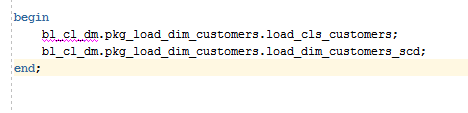 begin
    bl_cl_dm.pkg_load_dim_customers.load_cls_customers;
    bl_cl_dm.pkg_load_dim_customers.load_dim_customers_scd;
end;